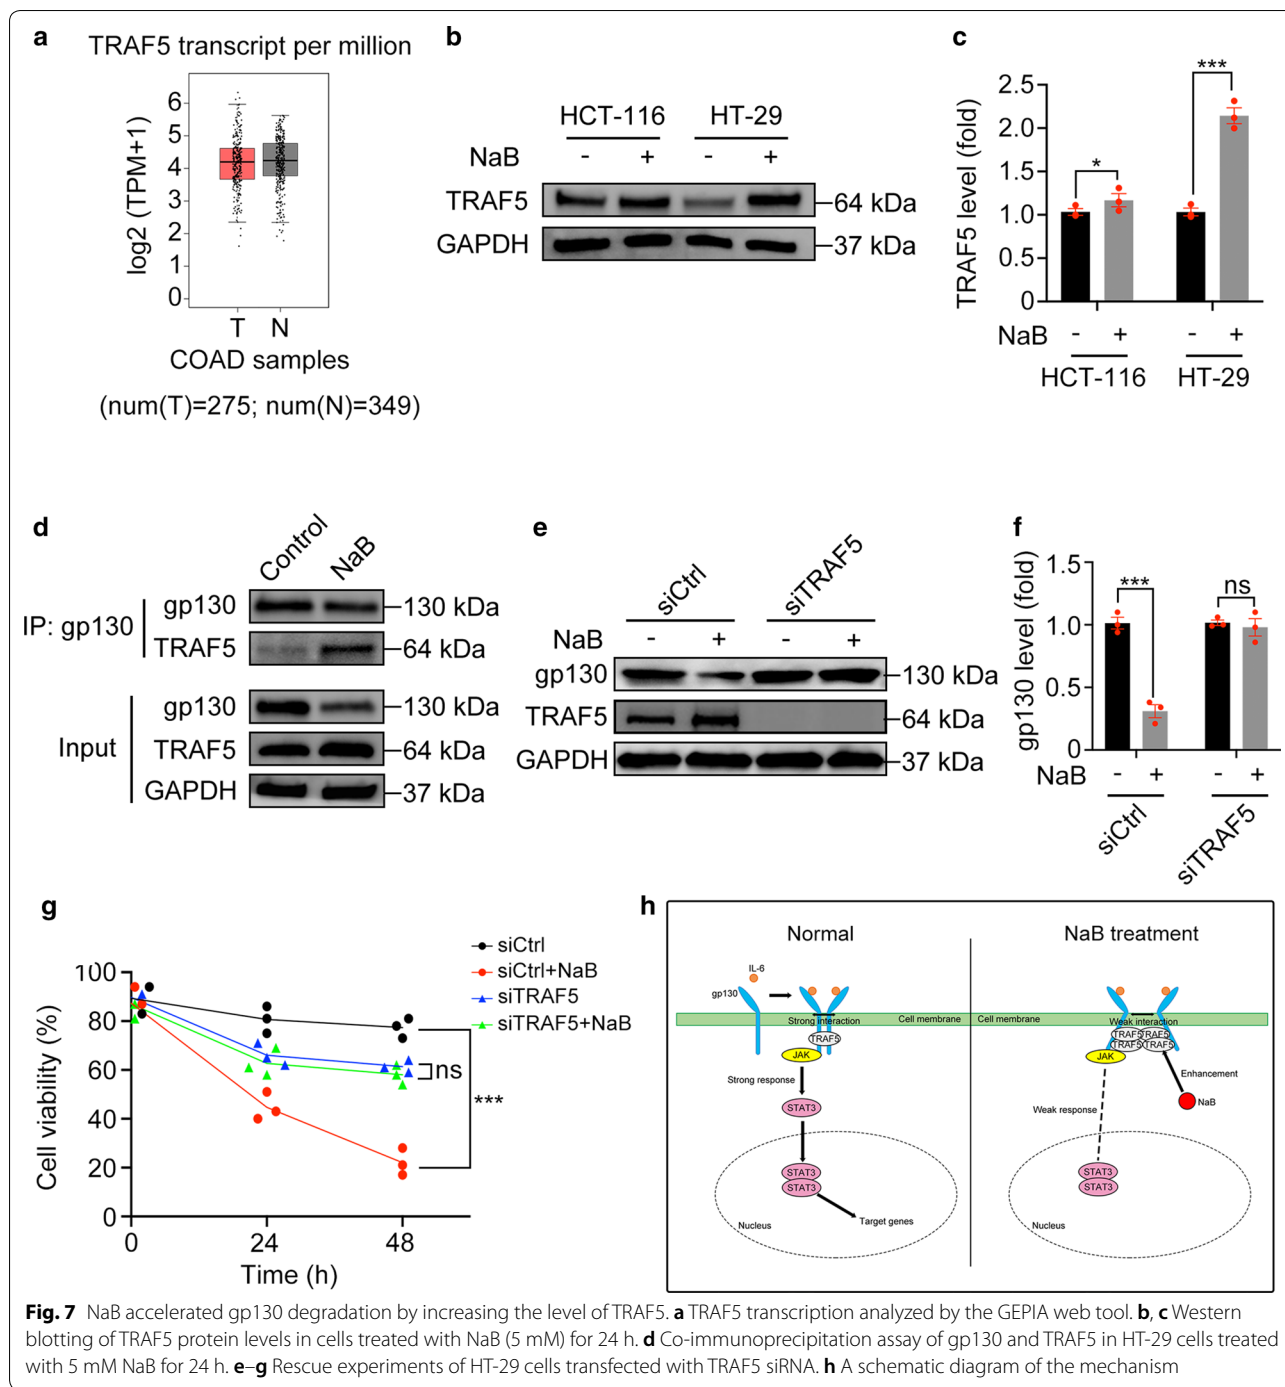 a
TRAF5 transcript per million
log2 (TPM+1)
6
5
4
3
2
1
0
T N
COAD samples
(num(T)=275; num(N)=349)
b
HCT-116 HT-29
NaB - + - +
TRAF5 64 kDa
GAPDH 37 kDa
c
TRAF5 level (fold)
2.5
2.0
1.5
1.0
0.5
0
* ***
NaB - + - +
HCT-116 HT-29
d
Control NaB
IP: gp130
gp130 130 kDa
TRAF5 64 kDa
Input
gp130 130 kDa
TRAF5 64 kDa
GAPDH 37 kDa
e
siCtrl siTRAF5
NaB - + - +
gp130 130 kDa
TRAF5 64 kDa
GAPDH 37 kDa
f
gp130 level (fold)
1.5
1.0
0.5
0
*** ns
NaB - + - +
siCtrl siTRAF5
g
Cell viability (%)
100
80
60
40
20
0
0 24 48
Time (h)
siCtrl
siCtrl+NaB
siTRAF5
siTRAF5+NaB
ns
***
h
Normal
IL-6
gp130
Strong interaction
Cell membrane
TRAF5
JAK
Strong response
STAT3
STAT3
STAT3
Nucleus
Target genes
NaB treatment
Cell membrane
Weak interaction
TRAF5 TRAF5
TRAF5 TRAF5
JAK
Enhancement
NaB
Weak response
STAT3
STAT3
Nucleus
Fig. 7 NaB accelerated gp130 degradation by increasing the level of TRAF5. a TRAF5 transcription analyzed by the GEPIA web tool. b, c Western
blotting of TRAF5 protein levels in cells treated with NaB (5 mM) for 24 h. d Co-immunoprecipitation assay of gp130 and TRAF5 in HT-29 cells treated
with 5 mM NaB for 24 h. e–g Rescue experiments of HT-29 cells transfected with TRAF5 siRNA. h A schematic diagram of the mechanism